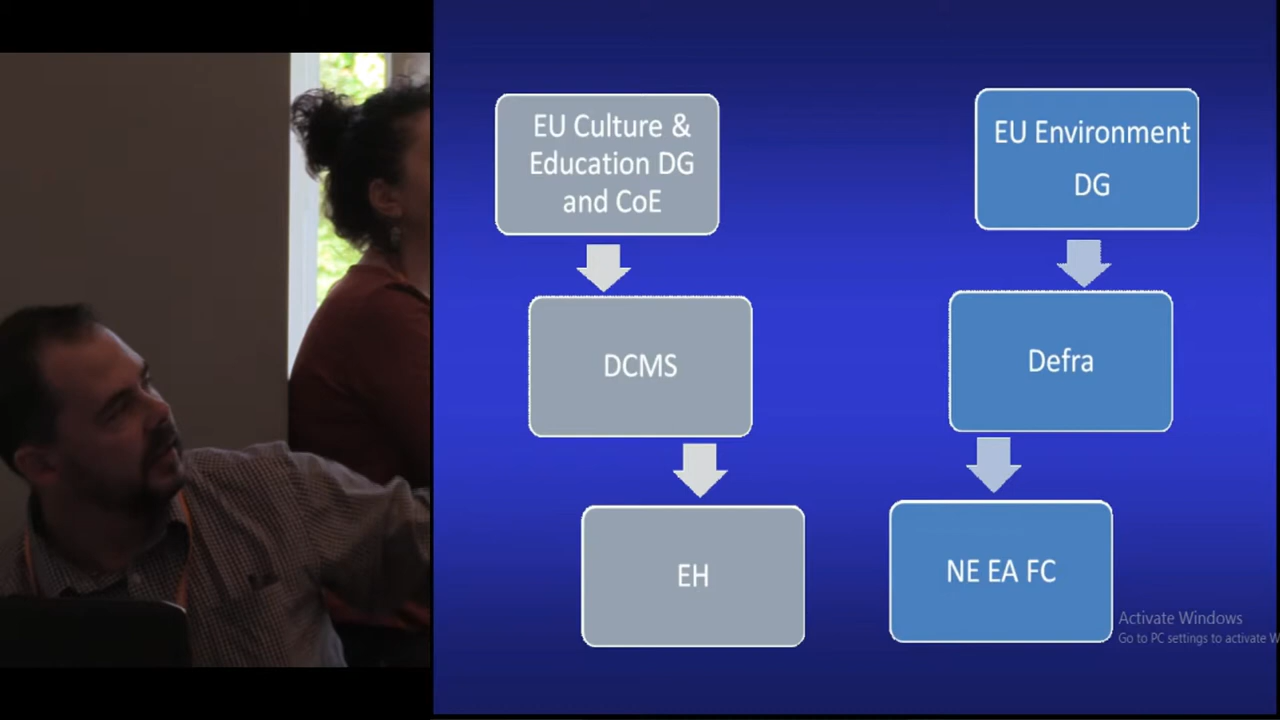 EU Culture &
Education DG
and CoE
EU Environment
DG
DCMS
Defra
EH
NE EA FC
Activate Windows
Go to PC settings to activate W